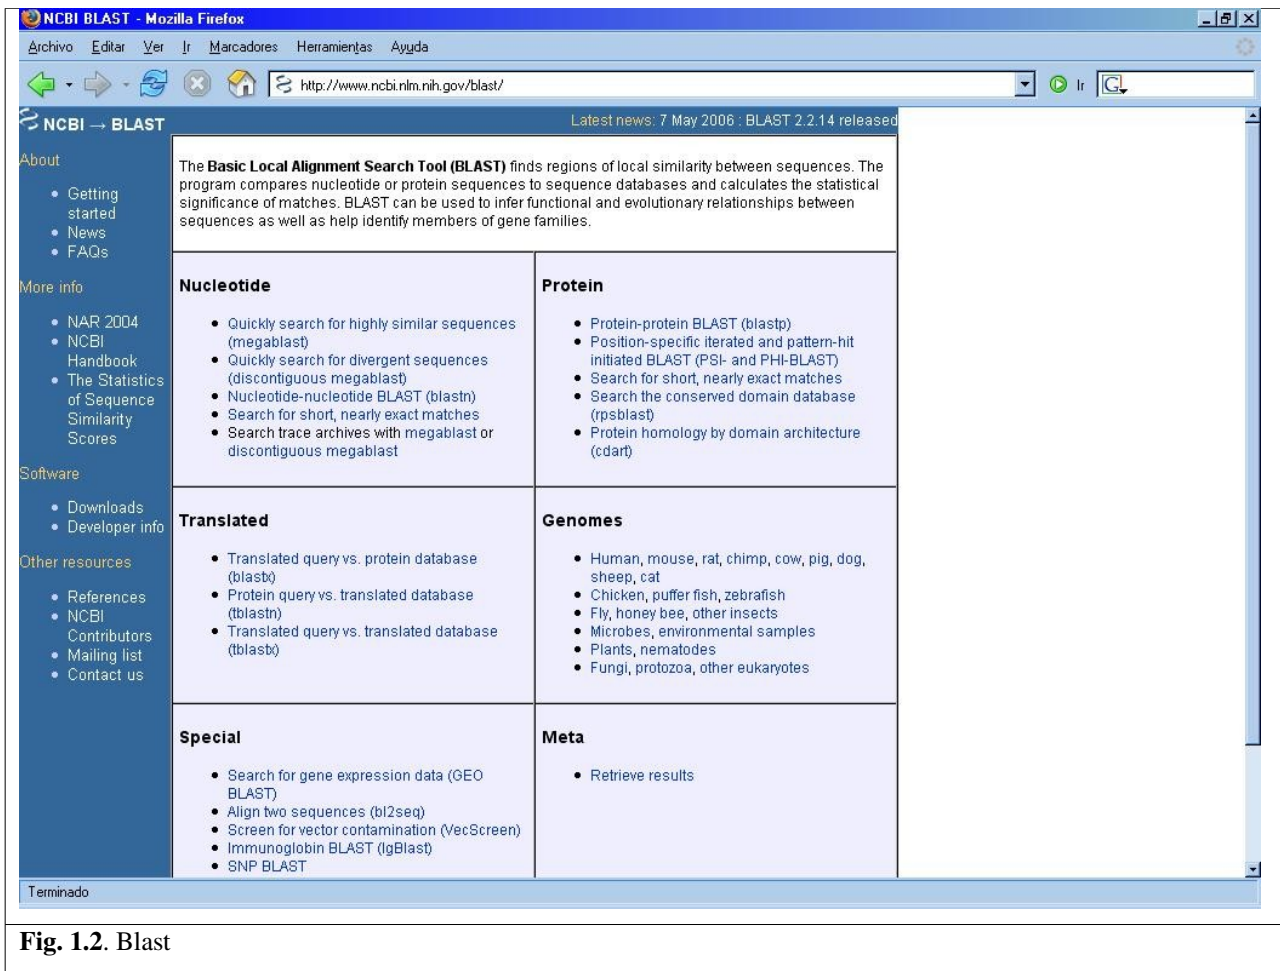 NCBI BLAST - Mozilla Firefox
Archivo Editar Ver Ir Marcadores Herramientas Ayuda
http://www.ncbi.nlm.nih.gov/blast/
Ir
G
NCBI → BLAST
Latest news: 7 May 2006 : BLAST 2.2.14 released
About
• Getting
started
• News
• FAQs
More info
• NAR 2004
• NCBI
Handbook
• The Statistics
of Sequence
Similarity
Scores
Software
• Downloads
• Developer info
Other resources
• References
• NCBI
Contributors
• Mailing list
• Contact us
The Basic Local Alignment Search Tool (BLAST) finds regions of local similarity between sequences. The
program compares nucleotide or protein sequences to sequence databases and calculates the statistical
significance of matches. BLAST can be used to infer functional and evolutionary relationships between
sequences as well as help identify members of gene families.
Nucleotide
• Quickly search for highly similar sequences
(megablast)
• Quickly search for divergent sequences
(discontiguous megablast)
• Nucleotide-nucleotide BLAST (blastn)
• Search for short, nearly exact matches
• Search trace archives with megablast or
discontiguous megablast
Protein
• Protein-protein BLAST (blastp)
• Position-specific iterated and pattern-hit
initiated BLAST (PSI- and PHI-BLAST)
• Search for short, nearly exact matches
• Search the conserved domain database
(rpsblast)
• Protein homology by domain architecture
(cdart)
Translated
• Translated query vs. protein database
(blastx)
• Protein query vs. translated database
(tblastn)
• Translated query vs. translated database
(tblastx)
Genomes
• Human, mouse, rat, chimp, cow, pig, dog,
sheep, cat
• Chicken, puffer fish, zebrafish
• Fly, honey bee, other insects
• Microbes, environmental samples
• Plants, nematodes
• Fungi, protozoa, other eukaryotes
Special
• Search for gene expression data (GEO
BLAST)
• Align two sequences (bl2seq)
• Screen for vector contamination (VecScreen)
• Immunoglobin BLAST (IgBlast)
• SNP BLAST
Meta
• Retrieve results
Terminado
Fig. 1.2. Blast